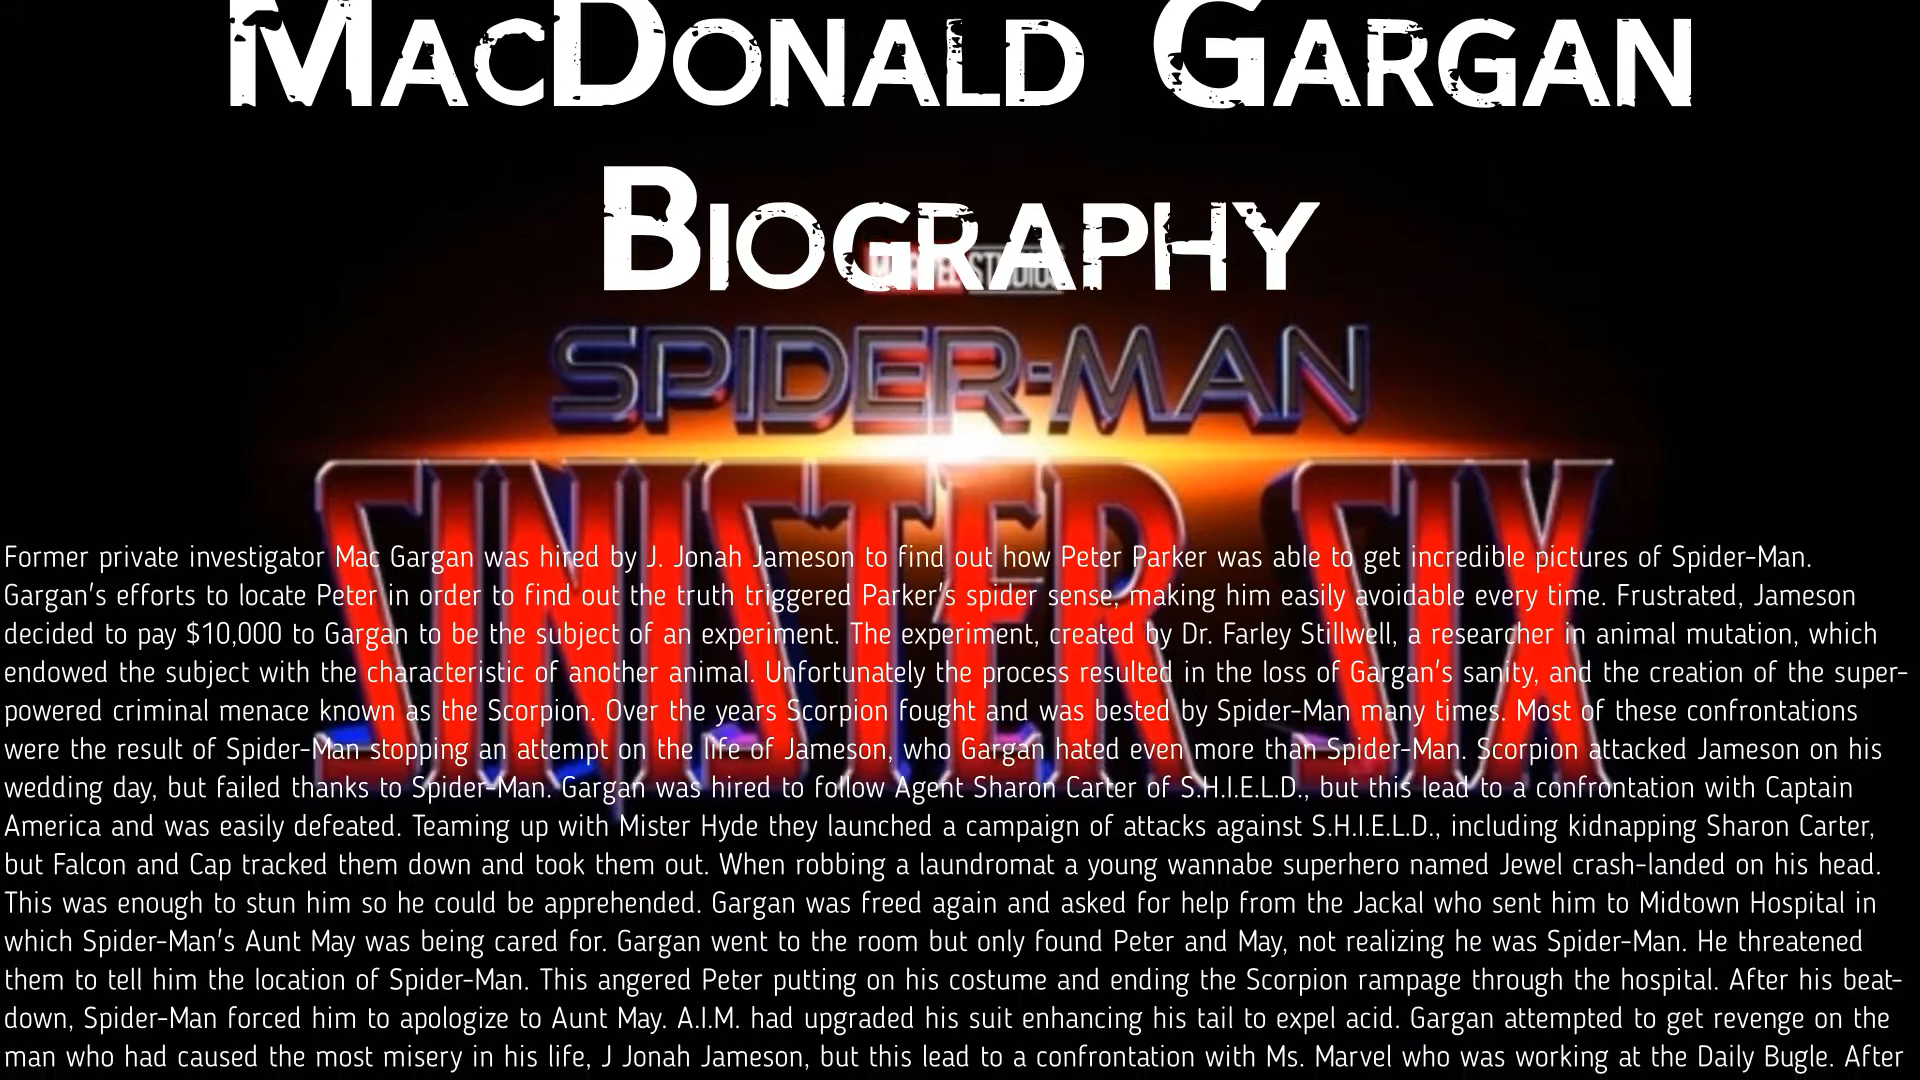 MacDonald Gargan
Biography
MARVEL STUDIOS
SPIDER-MAN
SINISTER SIX
Former private investigator Mac Gargan was hired by J. Jonah Jameson to find out how Peter Parker was able to get incredible pictures of Spider-Man.
Gargan's efforts to locate Peter in order to find out the truth triggered Parker's spider sense, making him easily avoidable every time. Frustrated, Jameson
decided to pay $10,000 to Gargan to be the subject of an experiment. The experiment, created by Dr. Farley Stillwell, a researcher in animal mutation, which
endowed the subject with the characteristic of another animal. Unfortunately the process resulted in the loss of Gargan's sanity, and the creation of the super-
powered criminal menace known as the Scorpion. Over the years Scorpion fought and was bested by Spider-Man many times. Most of these confrontations
were the result of Spider-Man stopping an attempt on the life of Jameson, who Gargan hated even more than Spider-Man. Scorpion attacked Jameson on his
wedding day, but failed thanks to Spider-Man. Gargan was hired to follow Agent Sharon Carter of S.H.I.E.L.D., but this lead to a confrontation with Captain
America and was easily defeated. Teaming up with Mister Hyde they launched a campaign of attacks against S.H.I.E.L.D., including kidnapping Sharon Carter,
but Falcon and Cap tracked them down and took them out. When robbing a laundromat a young wannabe superhero named Jewel crash-landed on his head.
This was enough to stun him so he could be apprehended. Gargan was freed again and asked for help from the Jackal who sent him to Midtown Hospital in
which Spider-Man's Aunt May was being cared for. Gargan went to the room but only found Peter and May, not realizing he was Spider-Man. He threatened
them to tell him the location of Spider-Man. This angered Peter putting on his costume and ending the Scorpion rampage through the hospital. After his beat-
down, Spider-Man forced him to apologize to Aunt May. A.I.M. had upgraded his suit enhancing his tail to expel acid. Gargan attempted to get revenge on the
man who had caused the most misery in his life, J Jonah Jameson, but this lead to a confrontation with Ms. Marvel who was working at the Daily Bugle. After